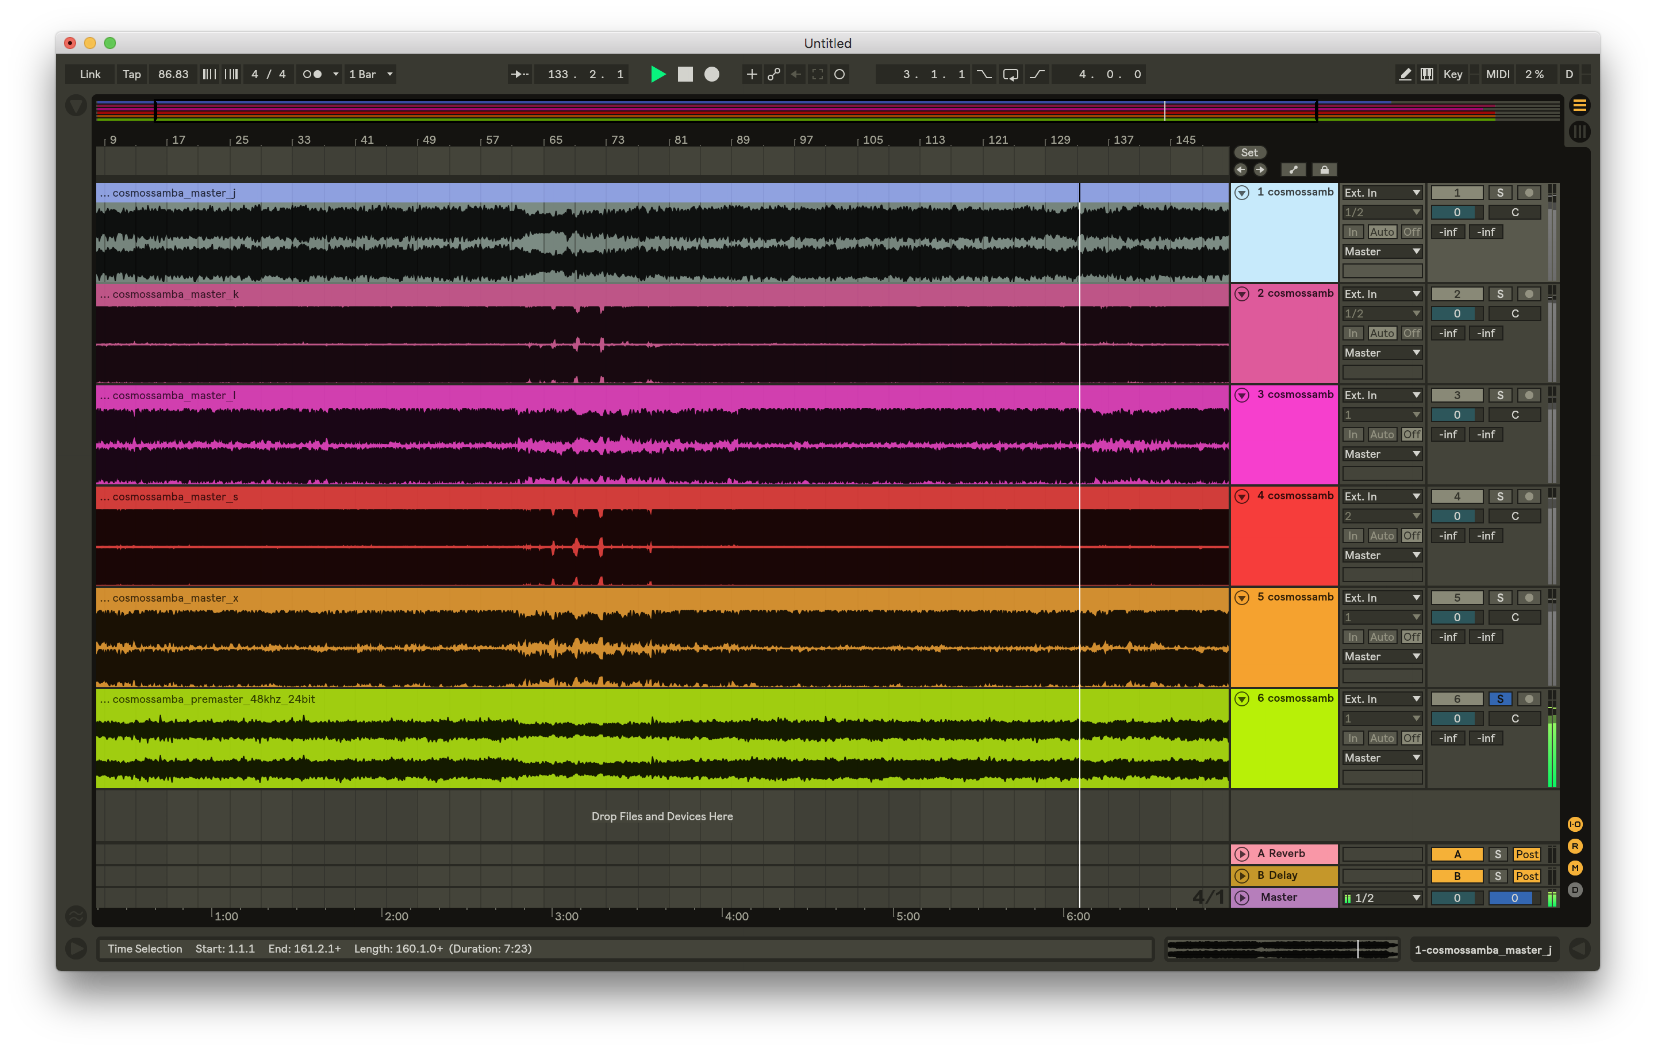 Untitled
Link Tap 86.83 4 / 4 1 Bar 133. 2. 1 3. 1. 1 4. 0. 0 Key MIDI 2 % D
9 17 25 33 41 49 57 65 73 81 89 97 105 113 121 129 137 145
Set
... cosmossamba_master_j 1 cosmossamb Ext. In 1 S
1/2 0 C
In Auto Off -inf -inf
Master
... cosmossamba_master_k 2 cosmossamb Ext. In 2 S
1/2 0 C
In Auto Off -inf -inf
Master
... cosmossamba_master_l 3 cosmossamb Ext. In 3 S
1 0 C
In Auto Off -inf -inf
Master
... cosmossamba_master_s 4 cosmossamb Ext. In 4 S
2 0 C
In Auto Off -inf -inf
Master
... cosmossamba_master_x 5 cosmossamb Ext. In 5 S
1 0 C
In Auto Off -inf -inf
Master
... cosmossamba_premaster_48khz_24bit 6 cosmossamb Ext. In 6 S
1 0 C
In Auto Off -inf -inf
Master
Drop Files and Devices Here
I-O
R
M
D
A Reverb A S Post
B Delay B S Post
4/1 Master 1/2 0 0
1:00 2:00 3:00 4:00 5:00 6:00
Time Selection Start: 1.1.1 End: 161.2.1+ Length: 160.1.0+ (Duration: 7:23) 1-cosmossamba_master_j